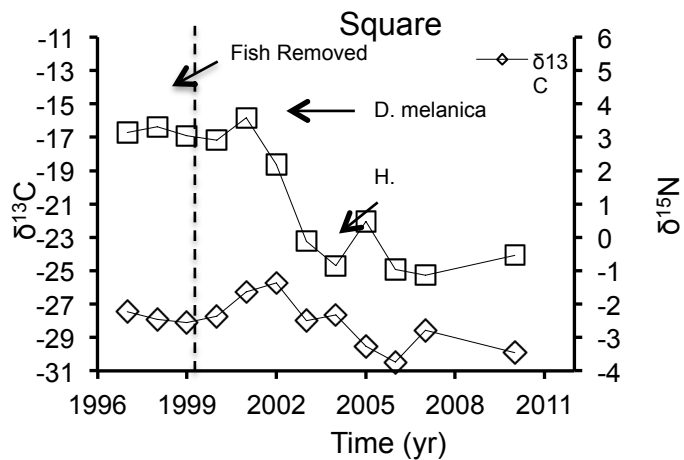 Square
Fish Removed
δ13
C
D. melanica
H.
δ¹³C
-11
-13
-15
-17
-19
-21
-23
-25
-27
-29
-31
6
5
4
3
2
1
0
-1
-2
-3
-4
δ¹⁵N
1996 1999 2002 2005 2008 2011
Time (yr)